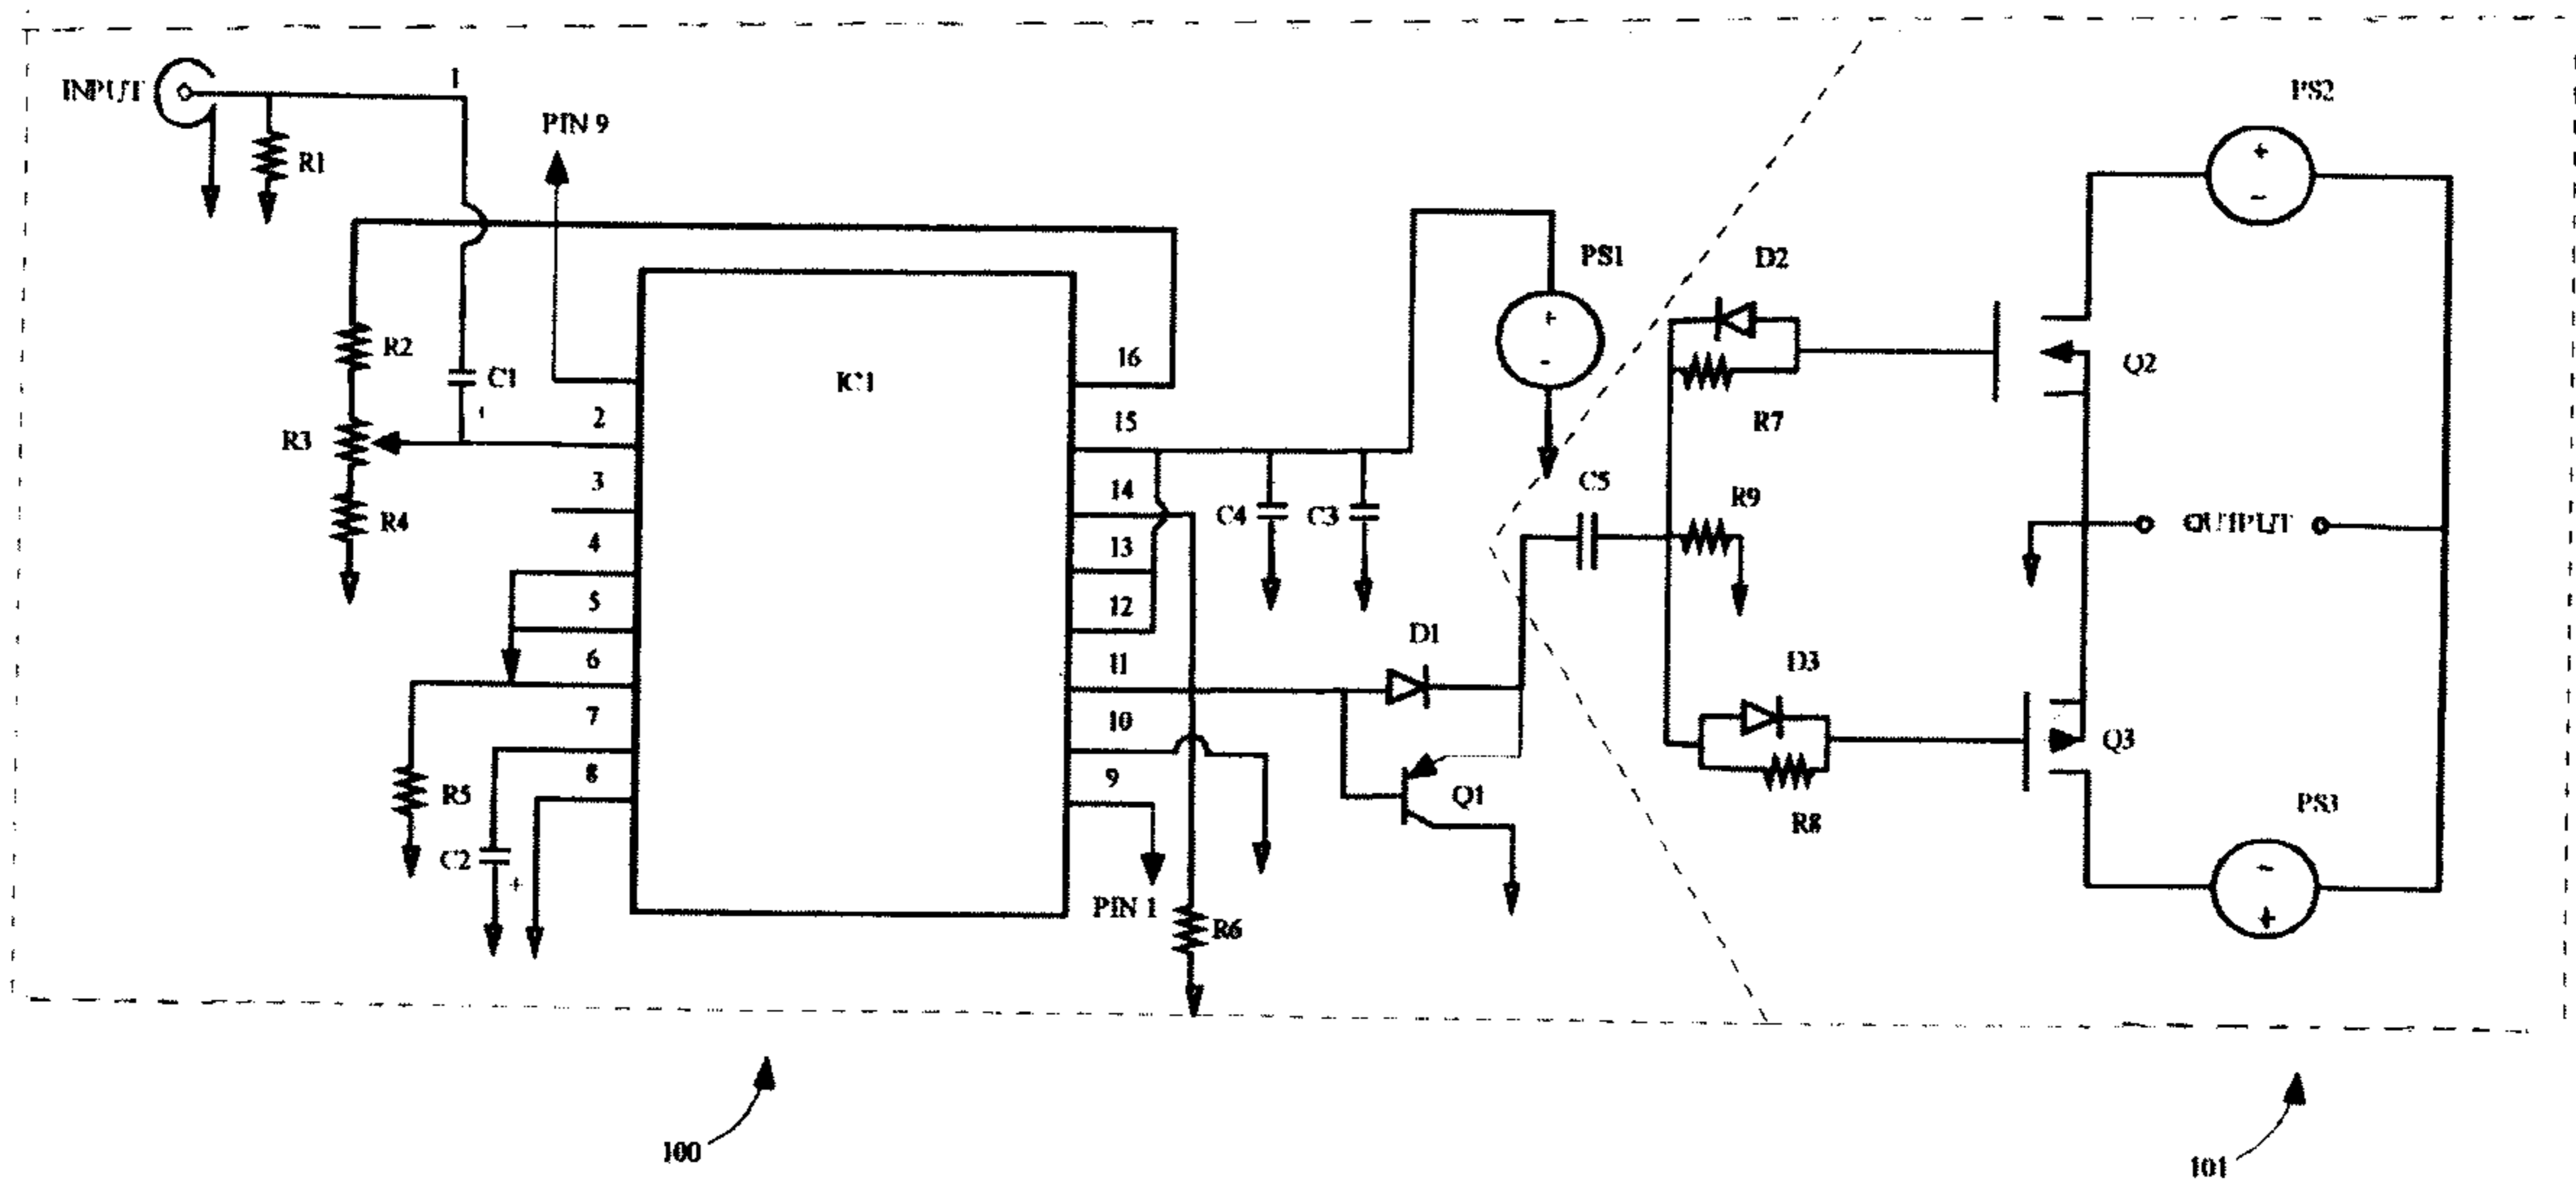 INPUT
1
R1
PIN 9
PS2
+
-
R2
C1
R3
R4
2
3
4
5
6
7
8
R5
C2
+
IC1
16
15
14
13
12
11
10
9
PIN 1
R6
C4
C3
PS1
+
-
D1
Q1
C5
D2
R7
R9
D3
R8
Q2
OUTPUT
Q3
PS3
-
+
100
101